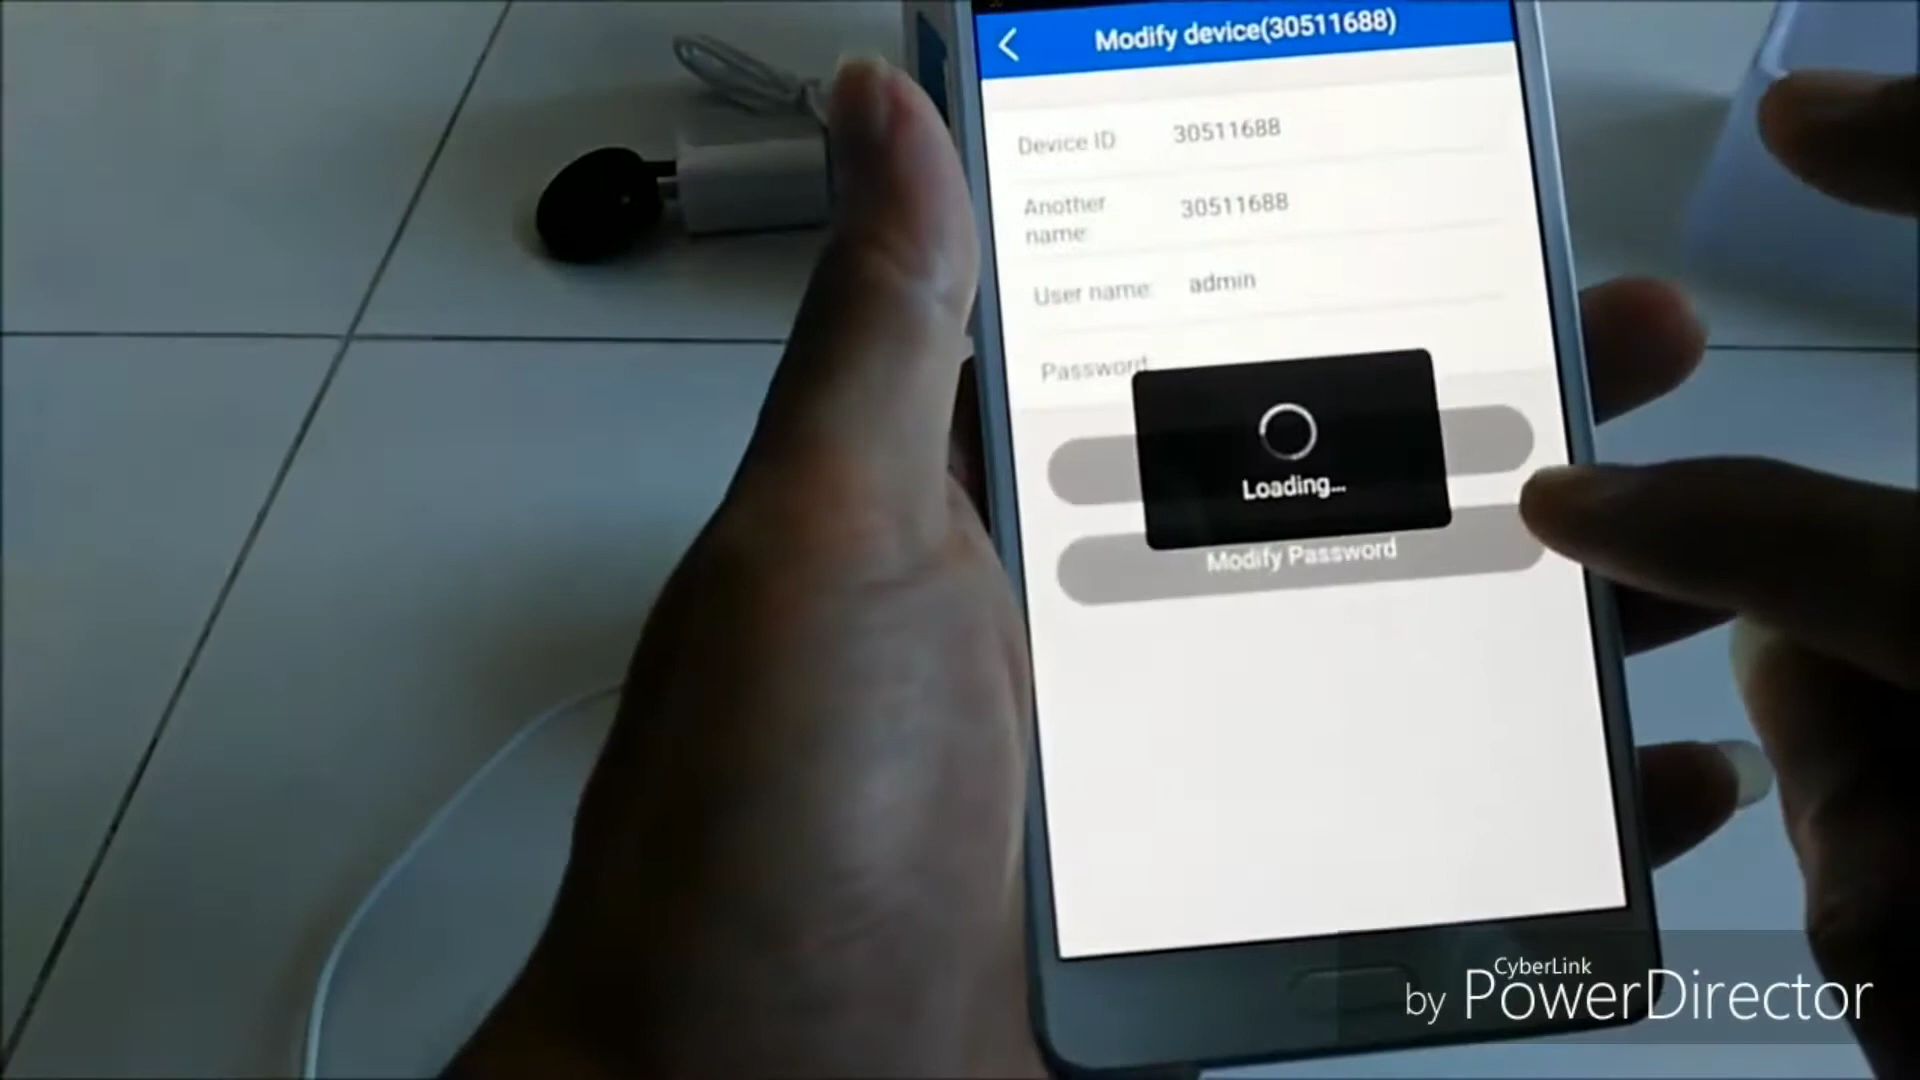 Modify device(30511688)
Device ID 30511688
Another name: 30511688
User name: admin
Password:
Loading...
Modify Password
CyberLink
by PowerDirector